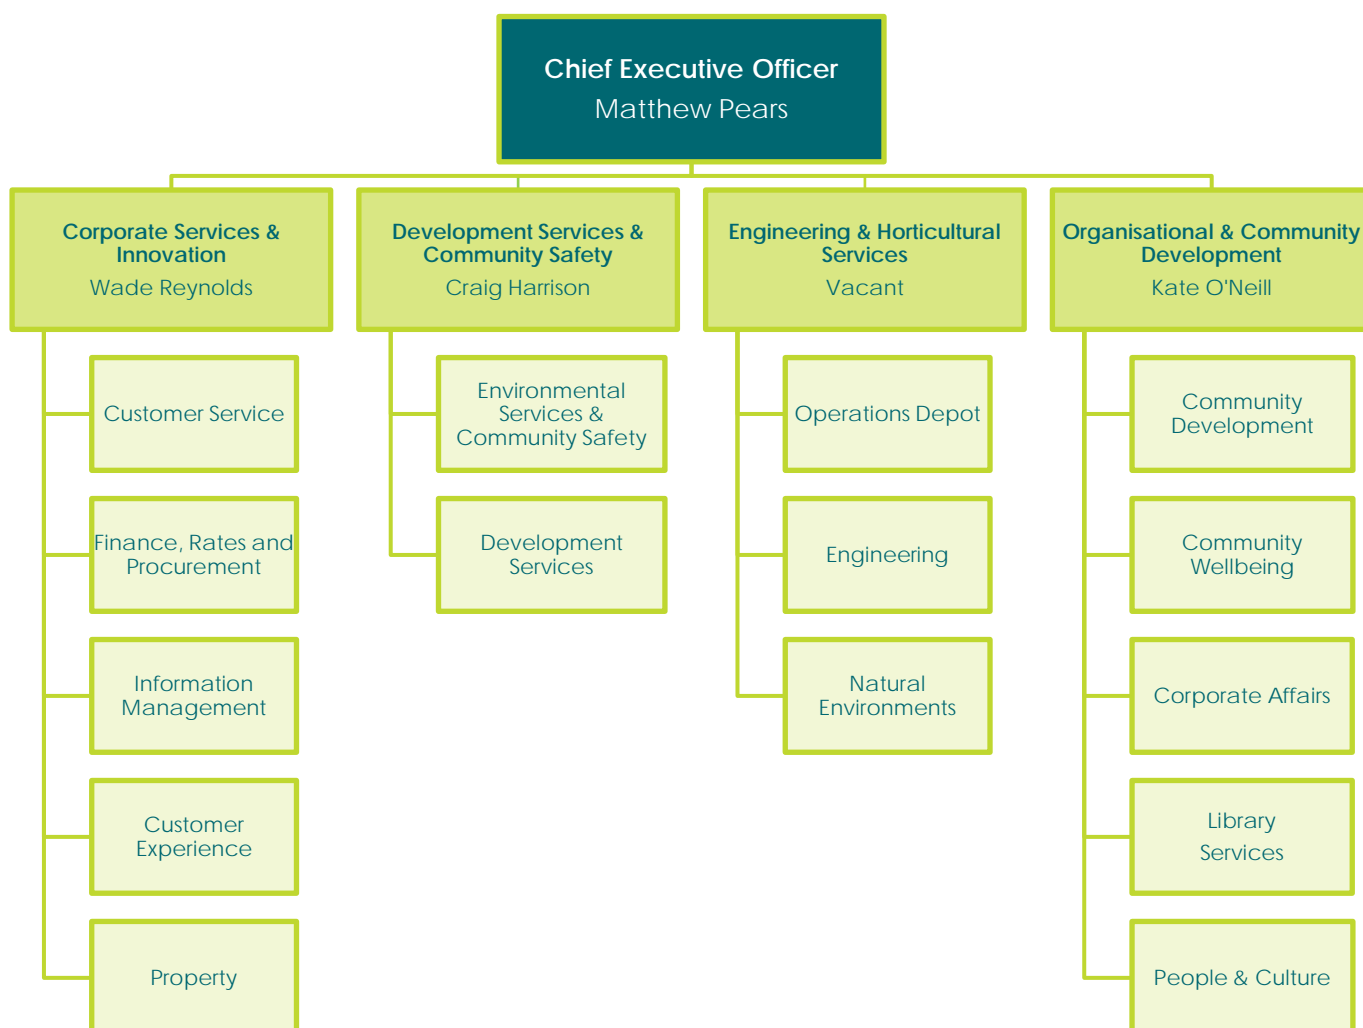 Chief Executive Officer
Matthew Pears
Corporate Services &
Innovation
Wade Reynolds
Development Services &
Community Safety
Craig Harrison
Engineering & Horticultural
Services
Vacant
Organisational & Community
Development
Kate O'Neill
Customer Service
Finance, Rates and
Procurement
Information
Management
Customer
Experience
Property
Environmental
Services &
Community Safety
Development
Services
Operations Depot
Engineering
Natural
Environments
Community
Development
Community
Wellbeing
Corporate Affairs
Library
Services
People & Culture